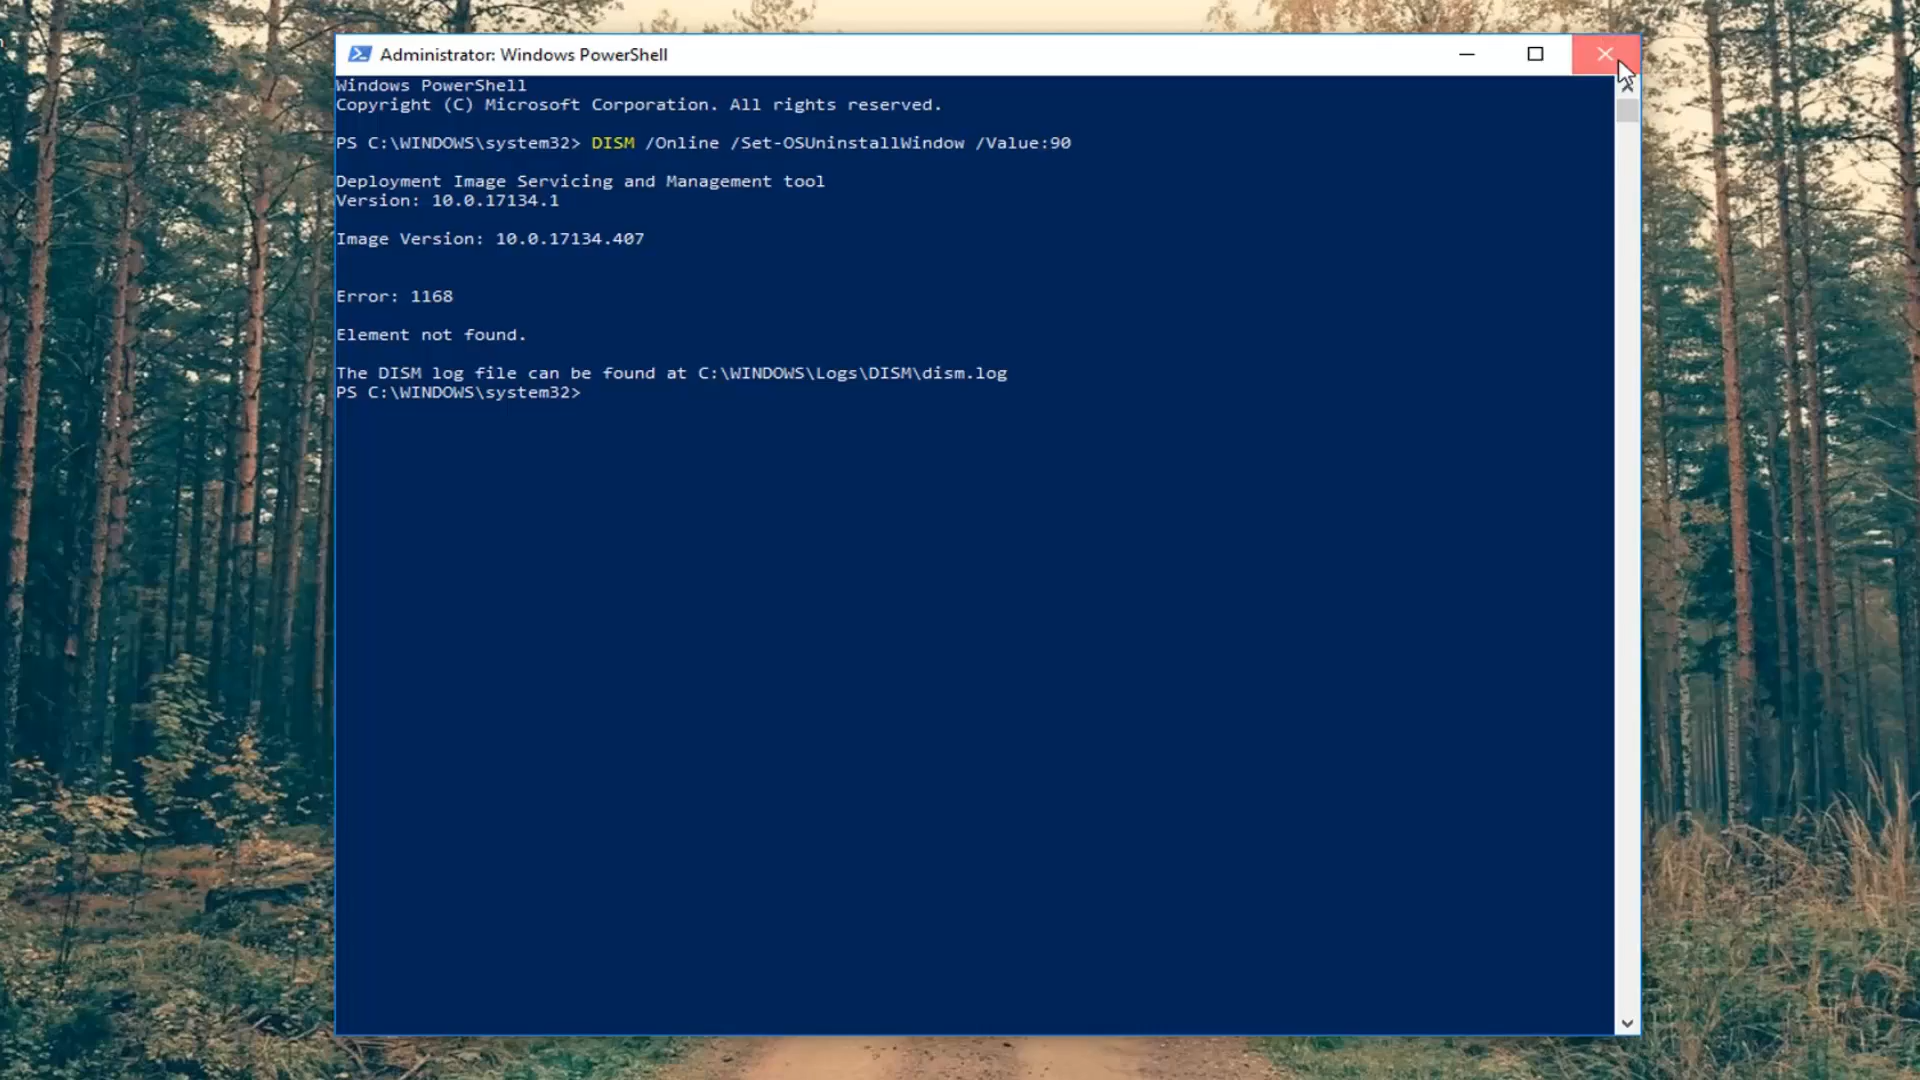 Administrator: Windows PowerShell
Windows PowerShell
Copyright (C) Microsoft Corporation. All rights reserved.
PS C:\WINDOWS\system32> DISM /Online /Set-OSUninstallWindow /Value:90
Deployment Image Servicing and Management tool
Version: 10.0.17134.1
Image Version: 10.0.17134.407
Error: 1168
Element not found.
The DISM log file can be found at C:\WINDOWS\Logs\DISM\dism.log
PS C:\WINDOWS\system32>